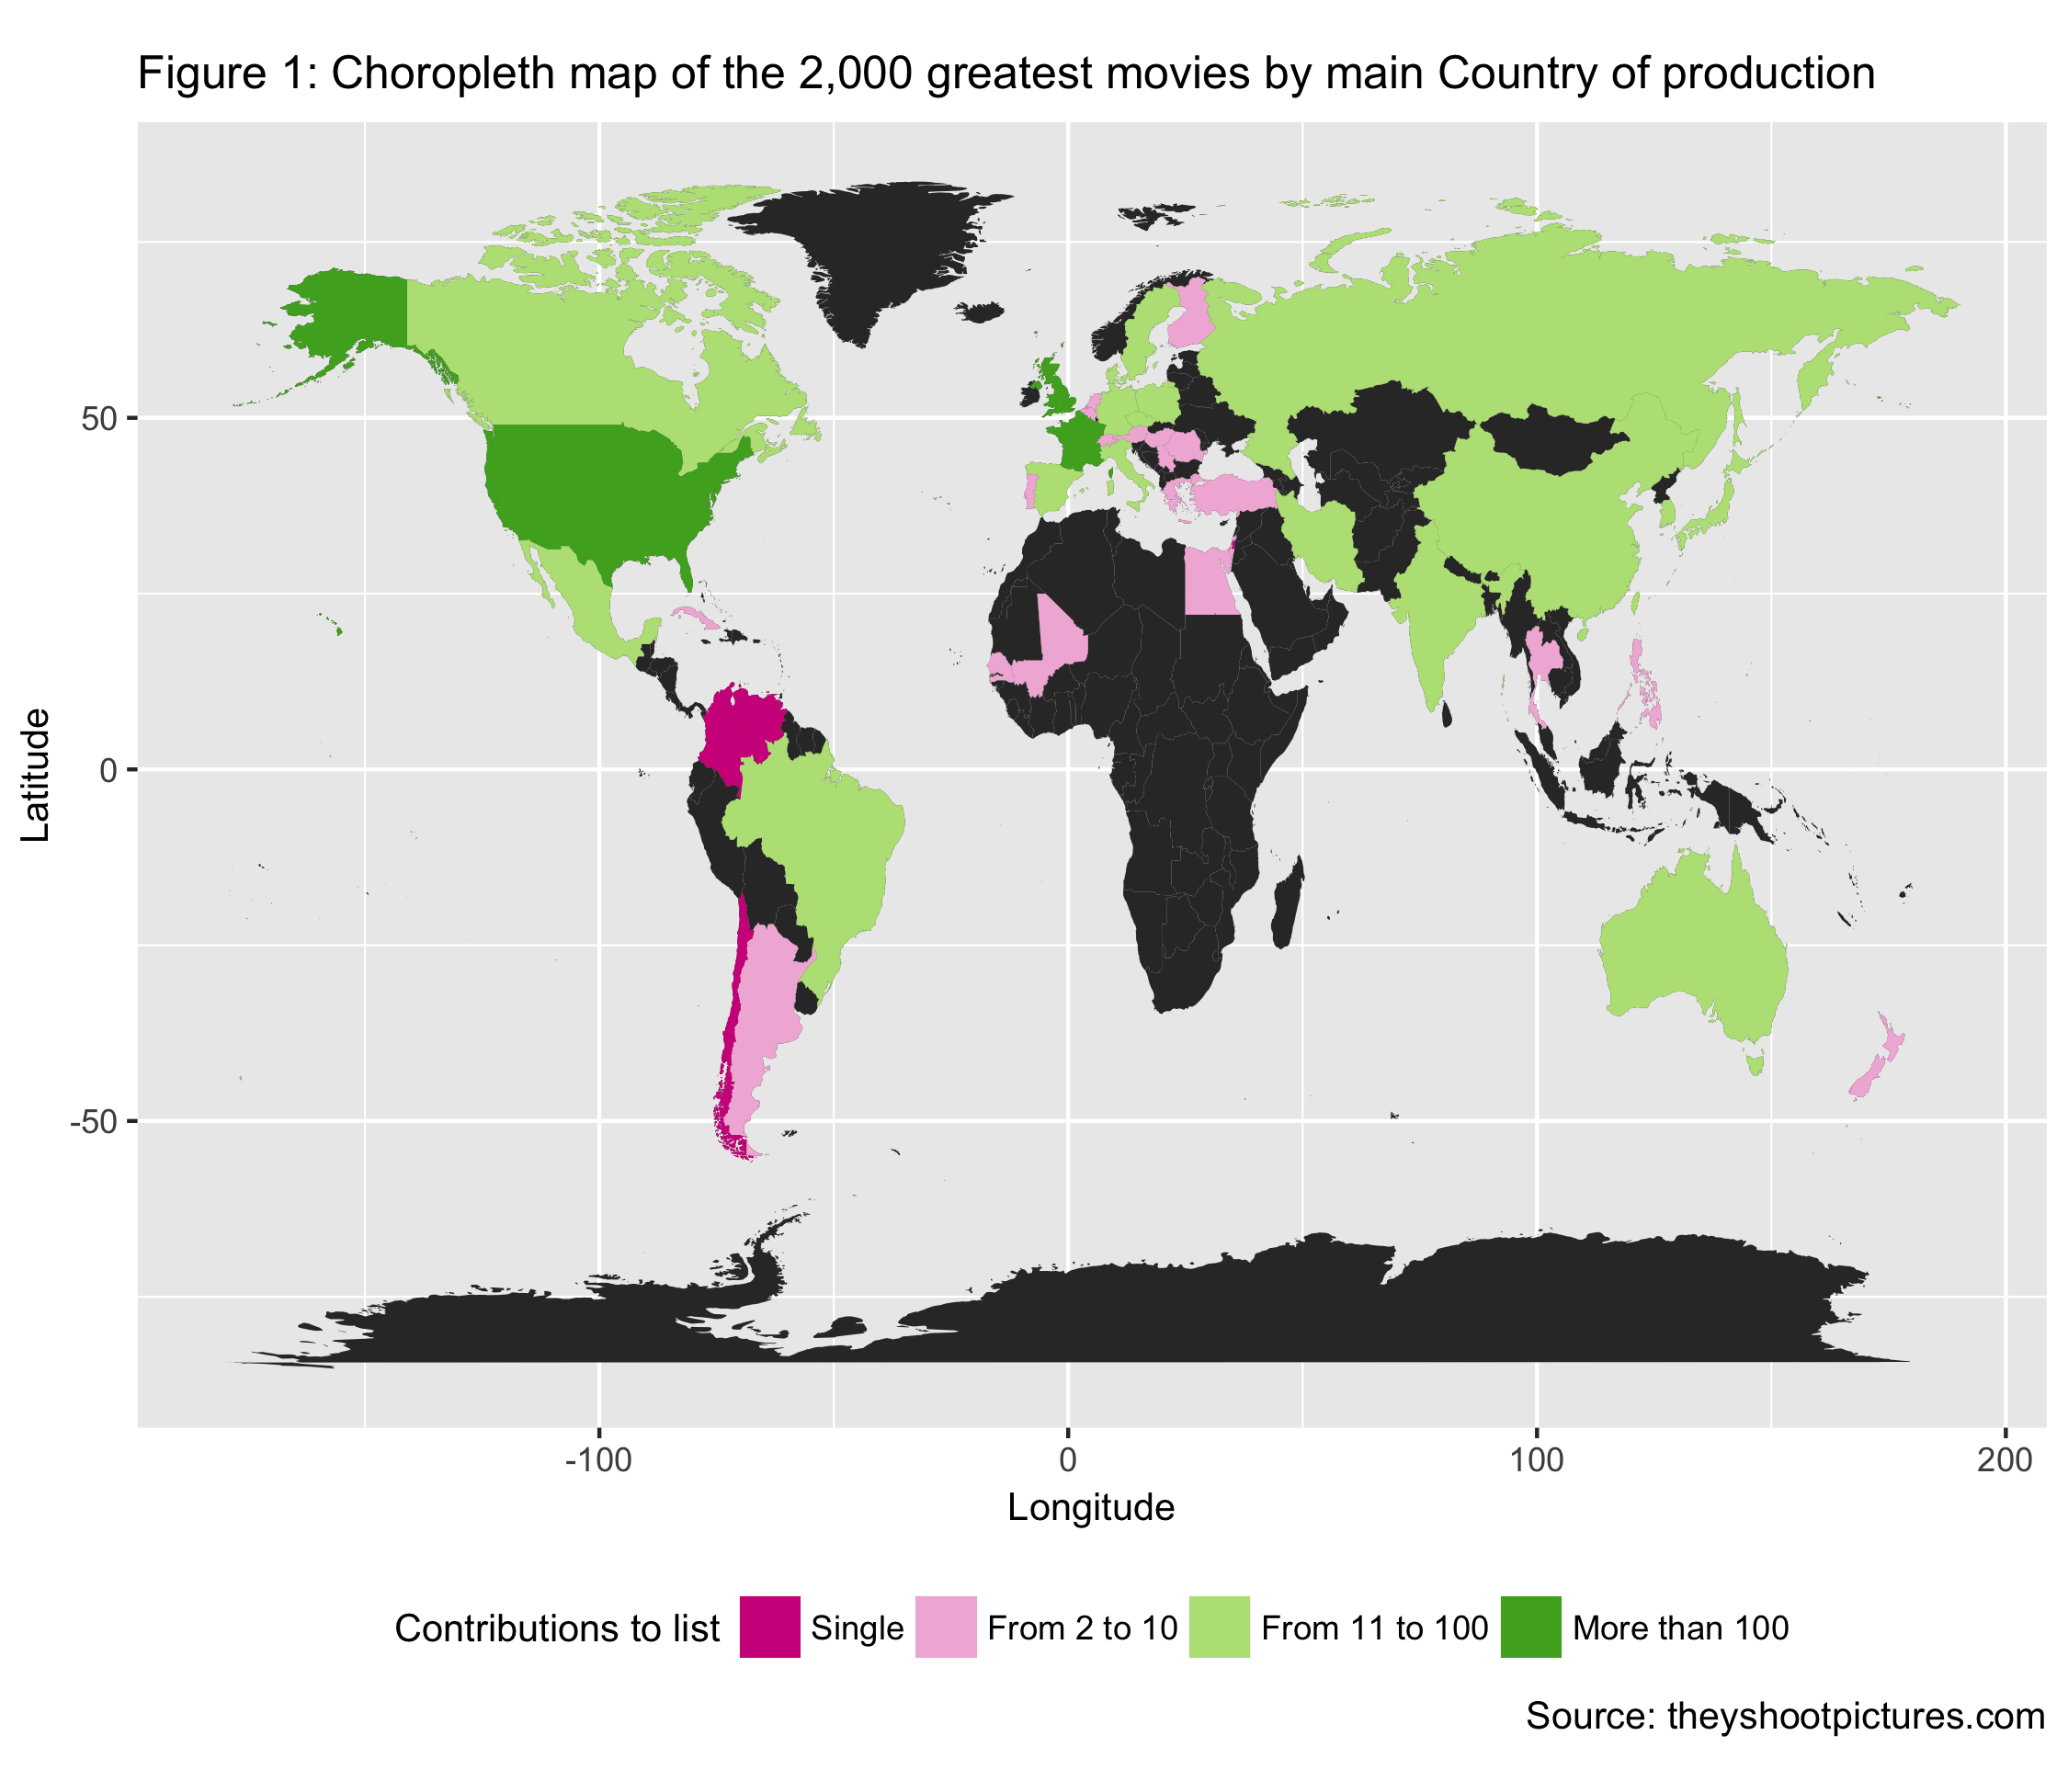 Figure 1: Choropleth map of the 2,000 greatest movies by main Country of production
50
0
-50
Latitude
-100 0 100 200
Longitude
Contributions to list Single From 2 to 10 From 11 to 100 More than 100
Source: theyshootpictures.com